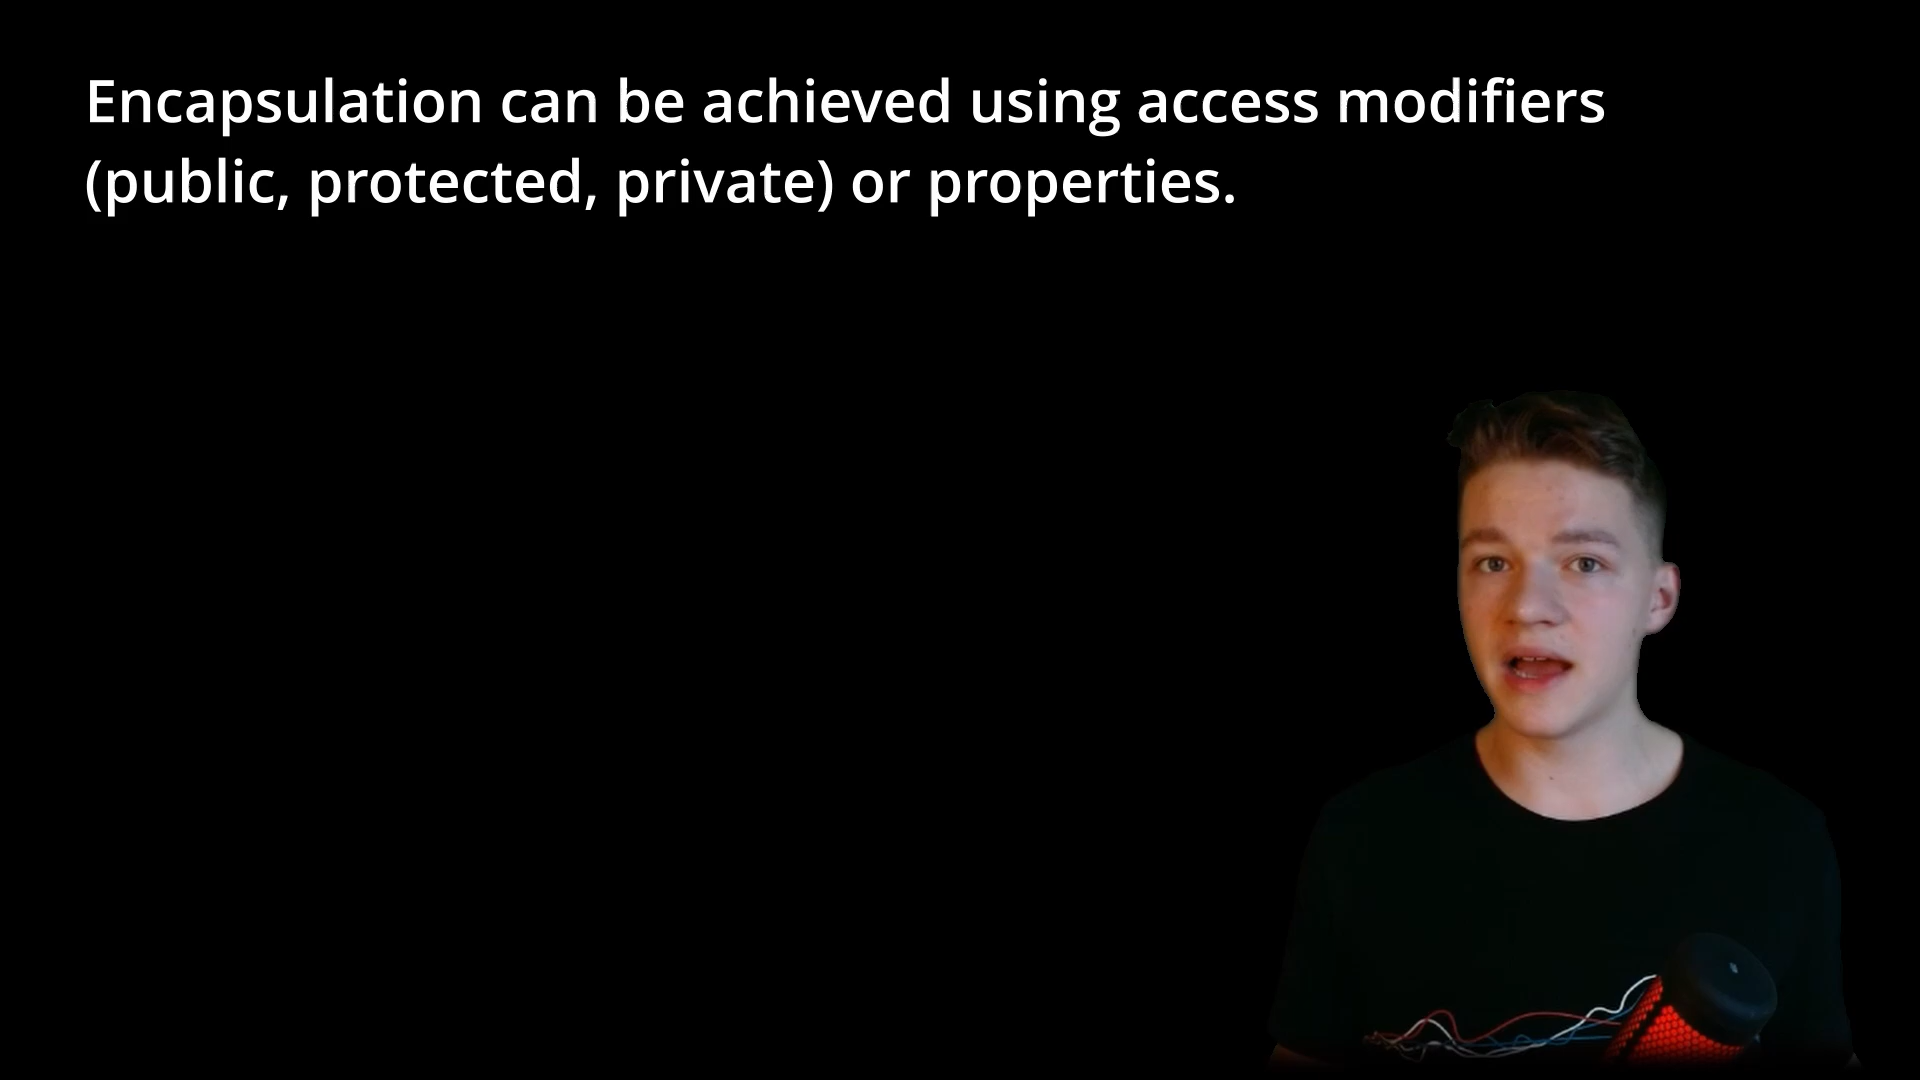 Encapsulation can be achieved using access modifiers
(public, protected, private) or properties.